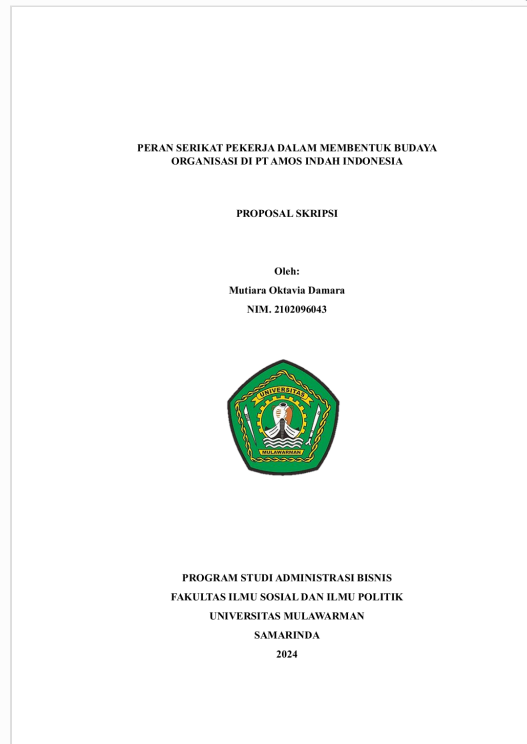 PERAN SERIKAT PEKERJA DALAM MEMBENTUK BUDAYA
ORGANISASI DI PT AMOS INDAH INDONESIA
PROPOSAL SKRIPSI
Oleh:
Mutiara Oktavia Damara
NIM. 2102096043
UNIVERSITAS
MULAWARMAN
PROGRAM STUDI ADMINISTRASI BISNIS
FAKULTAS ILMU SOSIAL DAN ILMU POLITIK
UNIVERSITAS MULAWARMAN
SAMARINDA
2024